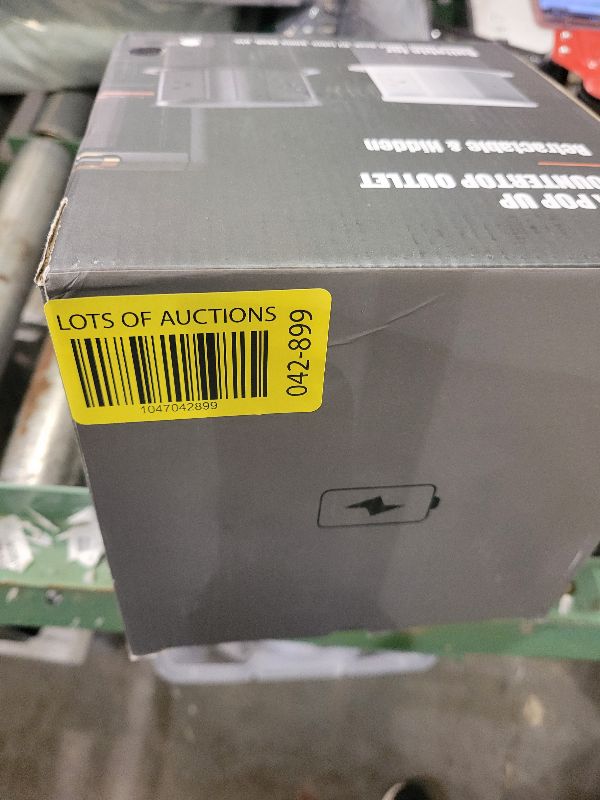 Retractable & Hidden
POP UP
COUNTERTOP OUTLET
LOTS OF AUCTIONS
1047042899
042-899